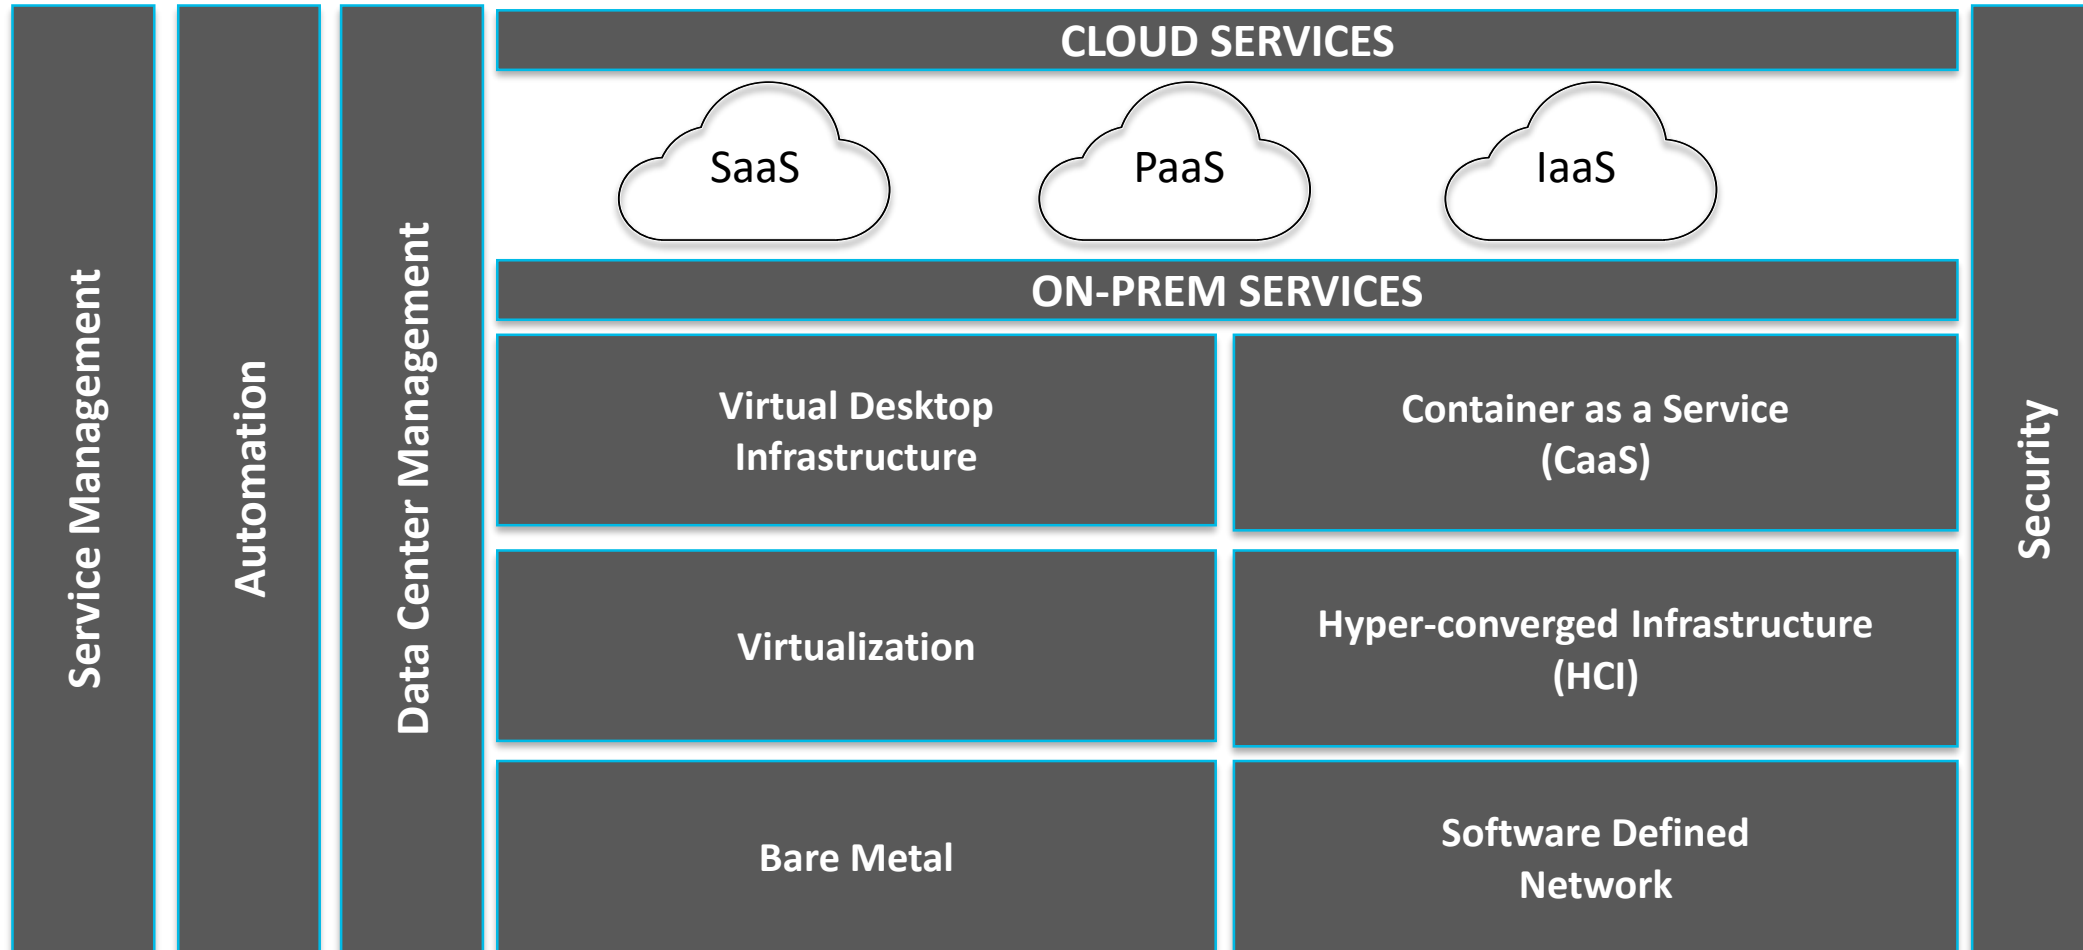 Service Management
Automation
Data Center Management
CLOUD SERVICES
SaaS
PaaS
IaaS
ON-PREM SERVICES
Virtual Desktop
Infrastructure
Container as a Service
(CaaS)
Virtualization
Hyper-converged Infrastructure
(HCI)
Bare Metal
Software Defined
Network
Security